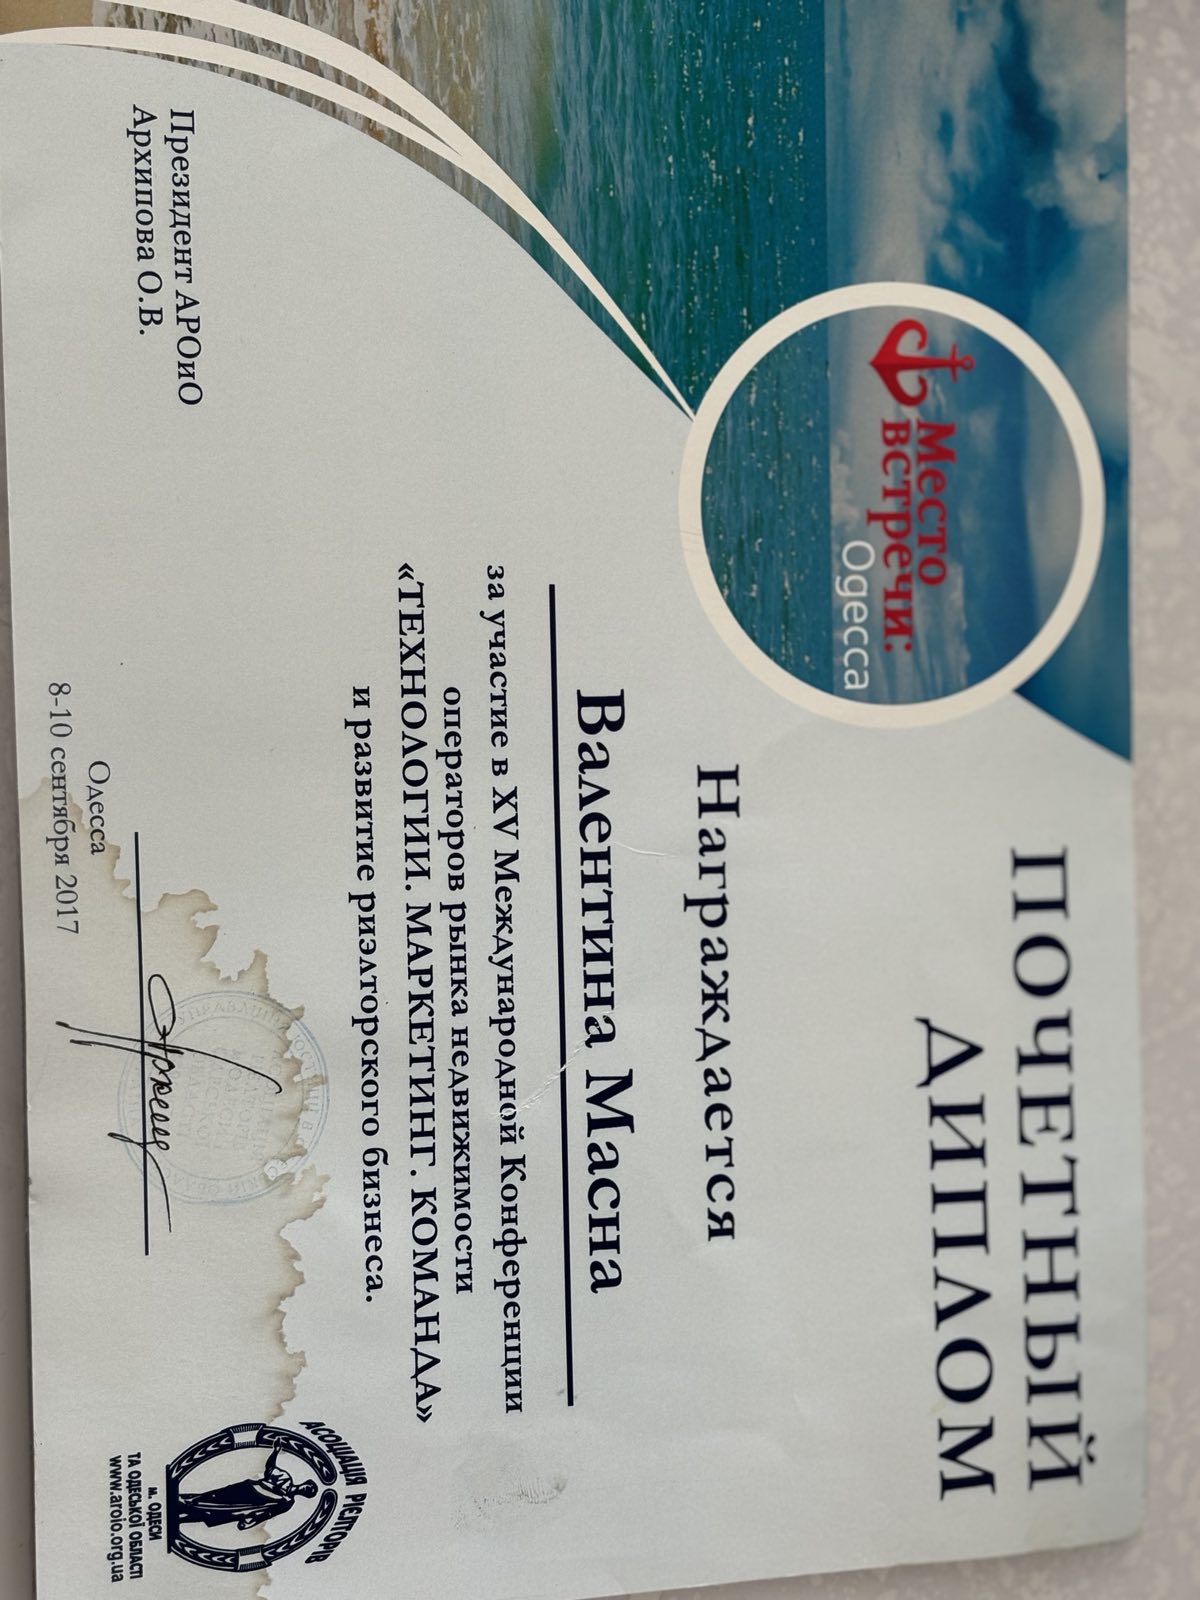 Место
встречи:
Одесса
ПОЧЕТНЫЙ
ДИПЛОМ
Награждается
Валентина Масна
за участие в XV Международной Конференции
операторов рынка недвижимости
«ТЕХНОЛОГИИ. МАРКЕТИНГ. КОМАНДА»
и развитие риэлторского бизнеса.
Президент АРОиО
Архипова О.В.
Одесса
8-10 сентября 2017
АСОЦІАЦІЯ РІЕЛТОРІВ
м. ОДЕСИ
ТА ОДЕСЬКОЇ ОБЛАСТІ
www.aroio.org.ua